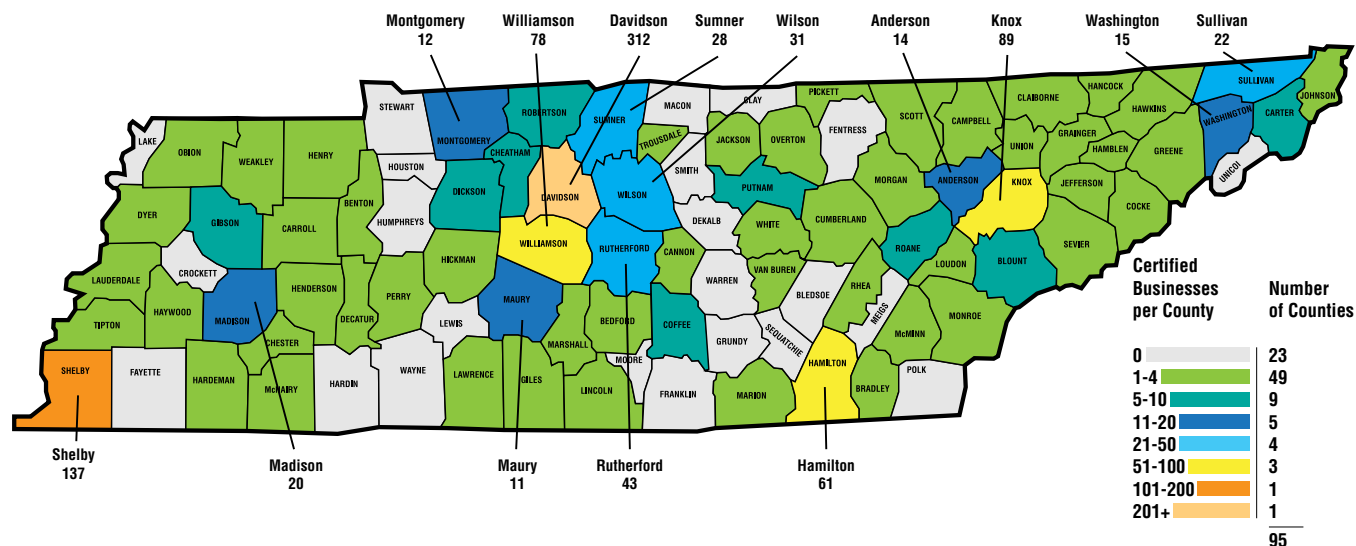 Montgomery
12
Williamson
78
Davidson
312
Sumner
28
Wilson
31
Anderson
14
Knox
89
Washington
15
Sullivan
22
STEWART
MONTGOMERY
ROBERTSON
SUMNER
MACON
CLAY
PICKETT
SCOTT
CAMPBELL
CLAIBORNE
HANCOCK
HAWKINS
SULLIVAN
JOHNSON
LAKE
OBION
WEAKLEY
HENRY
HOUSTON
CHEATHAM
TROUSDALE
JACKSON
OVERTON
FENTRESS
UNION
GRAINGER
HAMBLEN
GREENE
WASHINGTON
CARTER
UNICOI
DYER
GIBSON
CARROLL
BENTON
HUMPHREYS
DICKSON
DAVIDSON
WILSON
SMITH
PUTNAM
MORGAN
ANDERSON
KNOX
JEFFERSON
COCKE
CROCKETT
WILLIAMSON
RUTHERFORD
DEKALB
WHITE
CUMBERLAND
ROANE
LOUDON
BLOUNT
SEVIER
LAUDERDALE
HAYWOOD
MADISON
HENDERSON
DECATUR
PERRY
HICKMAN
LEWIS
MAURY
CANNON
WARREN
VAN BUREN
BLEDSOE
RHEA
MEIGS
MONROE
TIPTON
CHESTER
MARSHALL
BEDFORD
COFFEE
GRUNDY
SEQUATCHIE
HAMILTON
McMINN
SHELBY
FAYETTE
HARDEMAN
McNAIRY
HARDIN
WAYNE
LAWRENCE
GILES
LINCOLN
MOORE
FRANKLIN
MARION
BRADLEY
POLK
Shelby
137
Madison
20
Maury
11
Rutherford
43
Hamilton
61
Certified
Businesses
per County
Number
of Counties
0 23
1-4 49
5-10 9
11-20 5
21-50 4
51-100 3
101-200 1
201+ 1
95